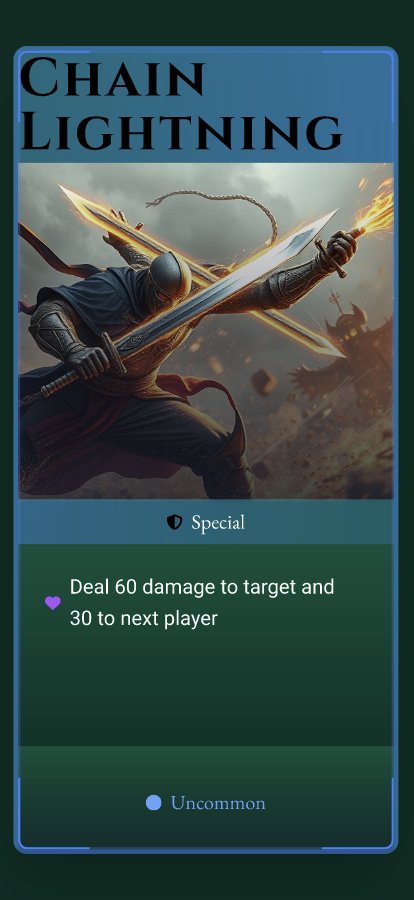 Chain
Lightning
Special
Deal 60 damage to target and
30 to next player
Uncommon